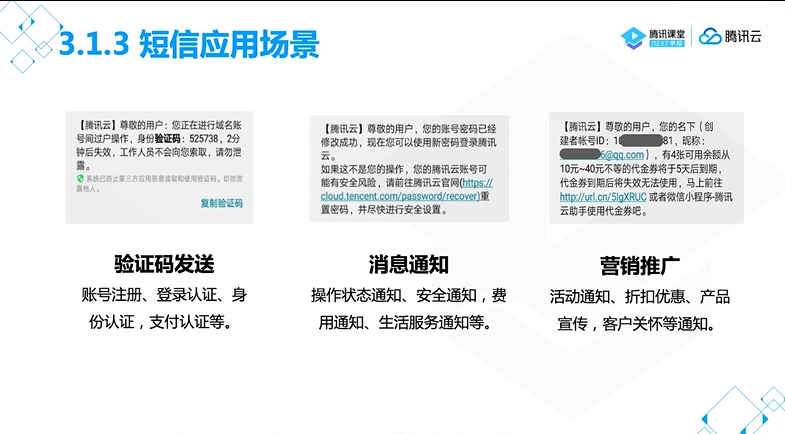 3.1.3 短信应用场景
腾讯课堂
NEXT学院
腾讯云
【腾讯云】尊敬的用户：您正在进行域名账
号间过户操作，身份验证码：525738，2分
钟后失效，工作人员不会向您索取，请勿泄
露。
系统已防止第三方应用恶意读取和使用验证码。切勿泄
露他人。
复制验证码
【腾讯云】尊敬的用户，您的账号密码已经
修改成功，现在您可以使用新密码登录腾讯
云。
如果这不是您的操作，您的腾讯云账号可
能有安全风险，请前往腾讯云官网(https://
cloud.tencent.com/password/recover)重
置密码，并尽快进行安全设置。
【腾讯云】尊敬的用户，您的名下（创
建者帐号ID：1 81，昵称：
6@qq.com），有4张可用余额从
10元~40元不等的代金券将于5天后到期，
代金券到期后将失效无法使用，马上前往
http://url.cn/5lgXRUC 或者微信小程序-腾讯
云助手使用代金券吧。
验证码发送
账号注册、登录认证、身
份认证，支付认证等。
消息通知
操作状态通知、安全通知，费
用通知、生活服务通知等。
营销推广
活动通知、折扣优惠、产品
宣传，客户关怀等通知。